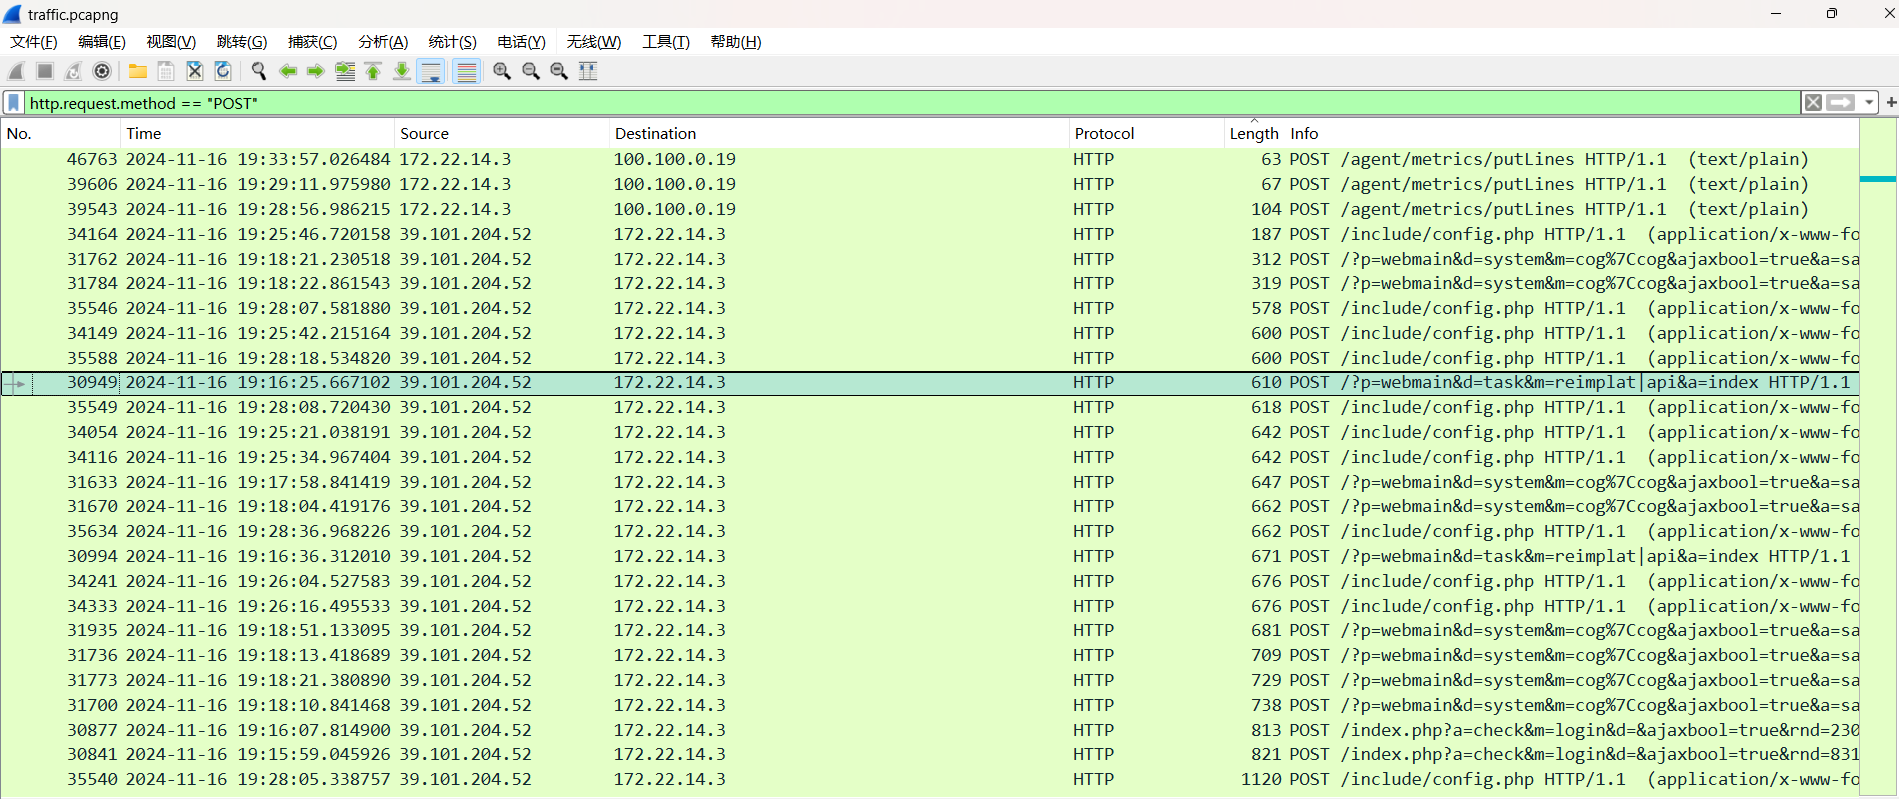 traffic.pcapng
文件(F) 编辑(E) 视图(V) 跳转(G) 捕获(C) 分析(A) 统计(S) 电话(Y) 无线(W) 工具(T) 帮助(H)
http.request.method == "POST"
No. Time Source Destination Protocol Length Info
46763 2024-11-16 19:33:57.026484 172.22.14.3 100.100.0.19 HTTP 63 POST /agent/metrics/putLines HTTP/1.1 (text/plain)
39606 2024-11-16 19:29:11.975980 172.22.14.3 100.100.0.19 HTTP 67 POST /agent/metrics/putLines HTTP/1.1 (text/plain)
39543 2024-11-16 19:28:56.986215 172.22.14.3 100.100.0.19 HTTP 104 POST /agent/metrics/putLines HTTP/1.1 (text/plain)
34164 2024-11-16 19:25:46.720158 39.101.204.52 172.22.14.3 HTTP 187 POST /include/config.php HTTP/1.1 (application/x-www-fo
31762 2024-11-16 19:18:21.230518 39.101.204.52 172.22.14.3 HTTP 312 POST /?p=webmain&d=system&m=cog%7Ccog&ajaxbool=true&a=sa
31784 2024-11-16 19:18:22.861543 39.101.204.52 172.22.14.3 HTTP 319 POST /?p=webmain&d=system&m=cog%7Ccog&ajaxbool=true&a=sa
35546 2024-11-16 19:28:07.581880 39.101.204.52 172.22.14.3 HTTP 578 POST /include/config.php HTTP/1.1 (application/x-www-fo
34149 2024-11-16 19:25:42.215164 39.101.204.52 172.22.14.3 HTTP 600 POST /include/config.php HTTP/1.1 (application/x-www-fo
35588 2024-11-16 19:28:18.534820 39.101.204.52 172.22.14.3 HTTP 600 POST /include/config.php HTTP/1.1 (application/x-www-fo
30949 2024-11-16 19:16:25.667102 39.101.204.52 172.22.14.3 HTTP 610 POST /?p=webmain&d=task&m=reimplat|api&a=index HTTP/1.1
35549 2024-11-16 19:28:08.720430 39.101.204.52 172.22.14.3 HTTP 618 POST /include/config.php HTTP/1.1 (application/x-www-fo
34054 2024-11-16 19:25:21.038191 39.101.204.52 172.22.14.3 HTTP 642 POST /include/config.php HTTP/1.1 (application/x-www-fo
34116 2024-11-16 19:25:34.967404 39.101.204.52 172.22.14.3 HTTP 642 POST /include/config.php HTTP/1.1 (application/x-www-fo
31633 2024-11-16 19:17:58.841419 39.101.204.52 172.22.14.3 HTTP 647 POST /?p=webmain&d=system&m=cog%7Ccog&ajaxbool=true&a=sa
31670 2024-11-16 19:18:04.419176 39.101.204.52 172.22.14.3 HTTP 662 POST /?p=webmain&d=system&m=cog%7Ccog&ajaxbool=true&a=sa
35634 2024-11-16 19:28:36.968226 39.101.204.52 172.22.14.3 HTTP 662 POST /include/config.php HTTP/1.1 (application/x-www-fo
30994 2024-11-16 19:16:36.312010 39.101.204.52 172.22.14.3 HTTP 671 POST /?p=webmain&d=task&m=reimplat|api&a=index HTTP/1.1
34241 2024-11-16 19:26:04.527583 39.101.204.52 172.22.14.3 HTTP 676 POST /include/config.php HTTP/1.1 (application/x-www-fo
34333 2024-11-16 19:26:16.495533 39.101.204.52 172.22.14.3 HTTP 676 POST /include/config.php HTTP/1.1 (application/x-www-fo
31935 2024-11-16 19:18:51.133095 39.101.204.52 172.22.14.3 HTTP 681 POST /?p=webmain&d=system&m=cog%7Ccog&ajaxbool=true&a=sa
31736 2024-11-16 19:18:13.418689 39.101.204.52 172.22.14.3 HTTP 709 POST /?p=webmain&d=system&m=cog%7Ccog&ajaxbool=true&a=sa
31773 2024-11-16 19:18:21.380890 39.101.204.52 172.22.14.3 HTTP 729 POST /?p=webmain&d=system&m=cog%7Ccog&ajaxbool=true&a=sa
31700 2024-11-16 19:18:10.841468 39.101.204.52 172.22.14.3 HTTP 738 POST /?p=webmain&d=system&m=cog%7Ccog&ajaxbool=true&a=sa
30877 2024-11-16 19:16:07.814900 39.101.204.52 172.22.14.3 HTTP 813 POST /index.php?a=check&m=login&d=&ajaxbool=true&rnd=230
30841 2024-11-16 19:15:59.045926 39.101.204.52 172.22.14.3 HTTP 821 POST /index.php?a=check&m=login&d=&ajaxbool=true&rnd=831
35540 2024-11-16 19:28:05.338757 39.101.204.52 172.22.14.3 HTTP 1120 POST /include/config.php HTTP/1.1 (application/x-www-fo